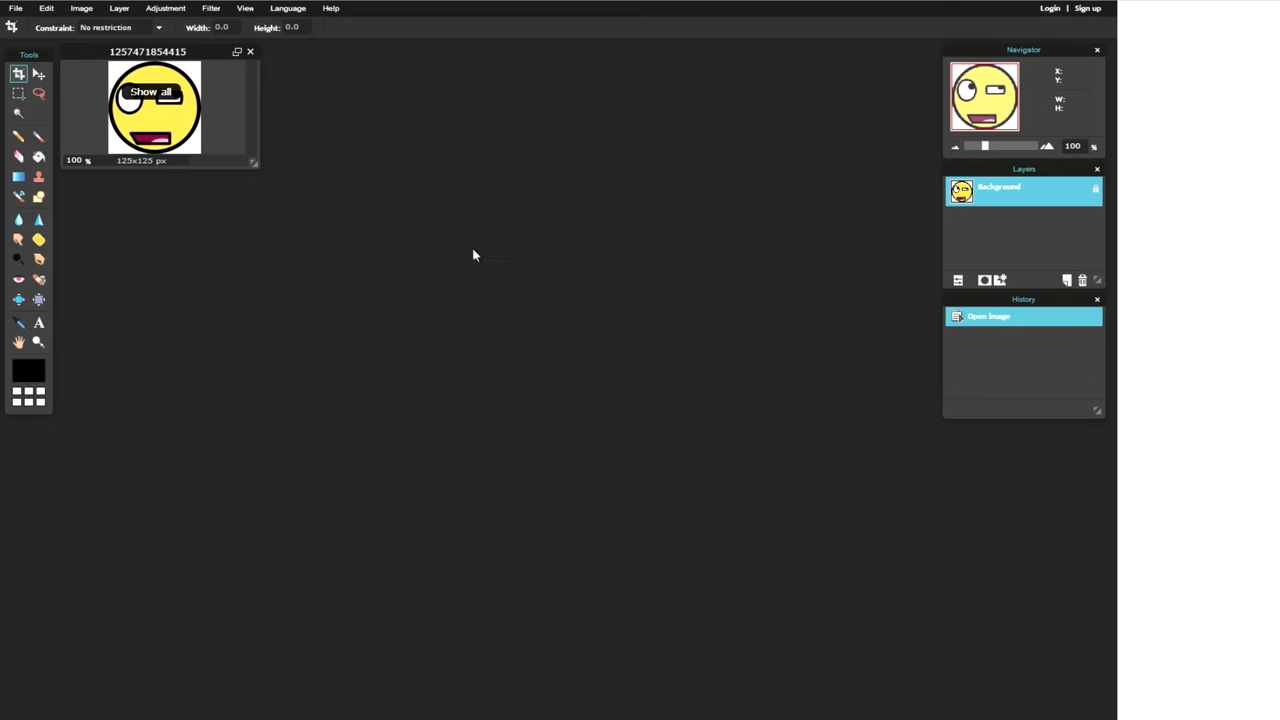 File Edit Image Layer Adjustment Filter View Language Help Login Sign up
Constraint: No restriction Width: 0.0 Height: 0.0
Tools
1257471854415
Show all
100 % 125x125 px
A
Navigator
X:
Y:
W:
H:
100 %
Layers
Background
History
Open image